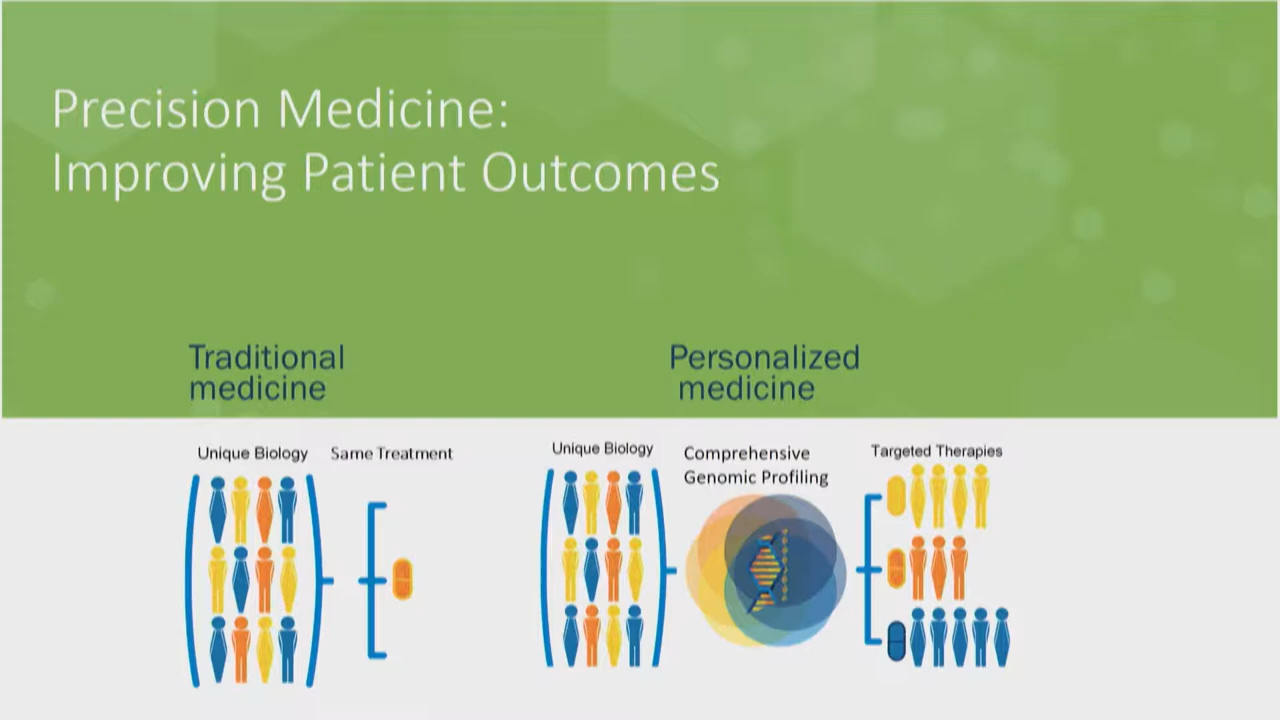 Precision Medicine:
Improving Patient Outcomes
Traditional
medicine
Personalized
medicine
Unique Biology
Same Treatment
Unique Biology
Comprehensive
Genomic Profiling
Targeted Therapies